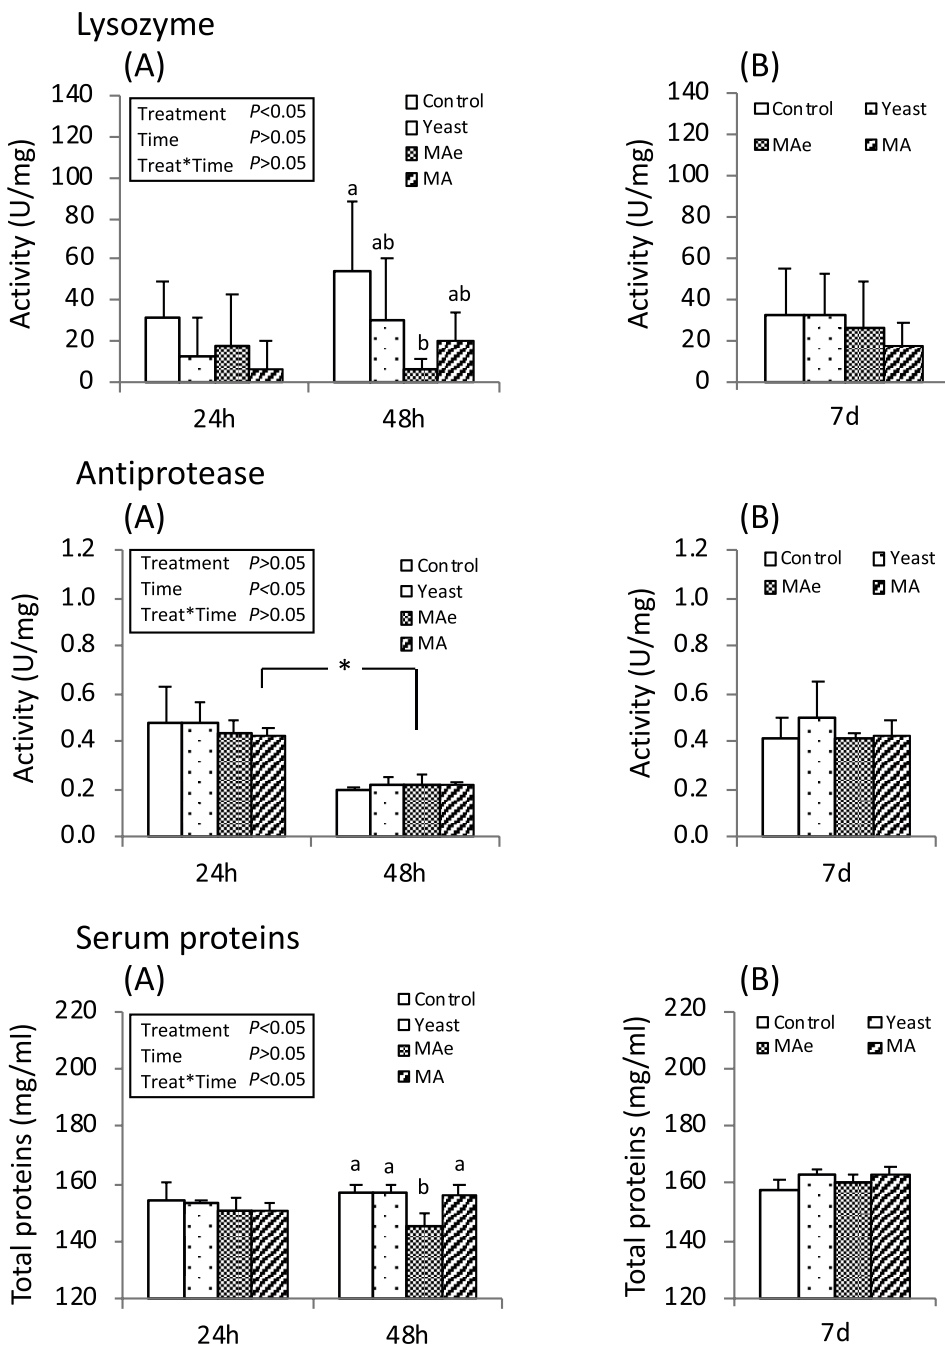 Lysozyme
(A)
140
120
100
80
60
40
20
0
Activity (U/mg)
Treatment P<0.05
Time P>0.05
Treat*Time P>0.05
Control
Yeast
MAe
MA
a
ab
b
ab
24h 48h
(B)
140
120
100
80
60
40
20
0
Activity (U/mg)
Control Yeast
MAe MA
7d
Antiprotease
(A)
1.2
1.0
0.8
0.6
0.4
0.2
0.0
Activity (U/mg)
Treatment P>0.05
Time P<0.05
Treat*Time P>0.05
Control
Yeast
MAe
MA
*
24h 48h
(B)
1.2
1.0
0.8
0.6
0.4
0.2
0.0
Activity (U/mg)
Control Yeast
MAe MA
7d
Serum proteins
(A)
220
200
180
160
140
120
Total proteins (mg/ml)
Treatment P<0.05
Time P>0.05
Treat*Time P<0.05
Control
Yeast
MAe
MA
a a b a
24h 48h
(B)
220
200
180
160
140
120
Total proteins (mg/ml)
Control Yeast
MAe MA
7d